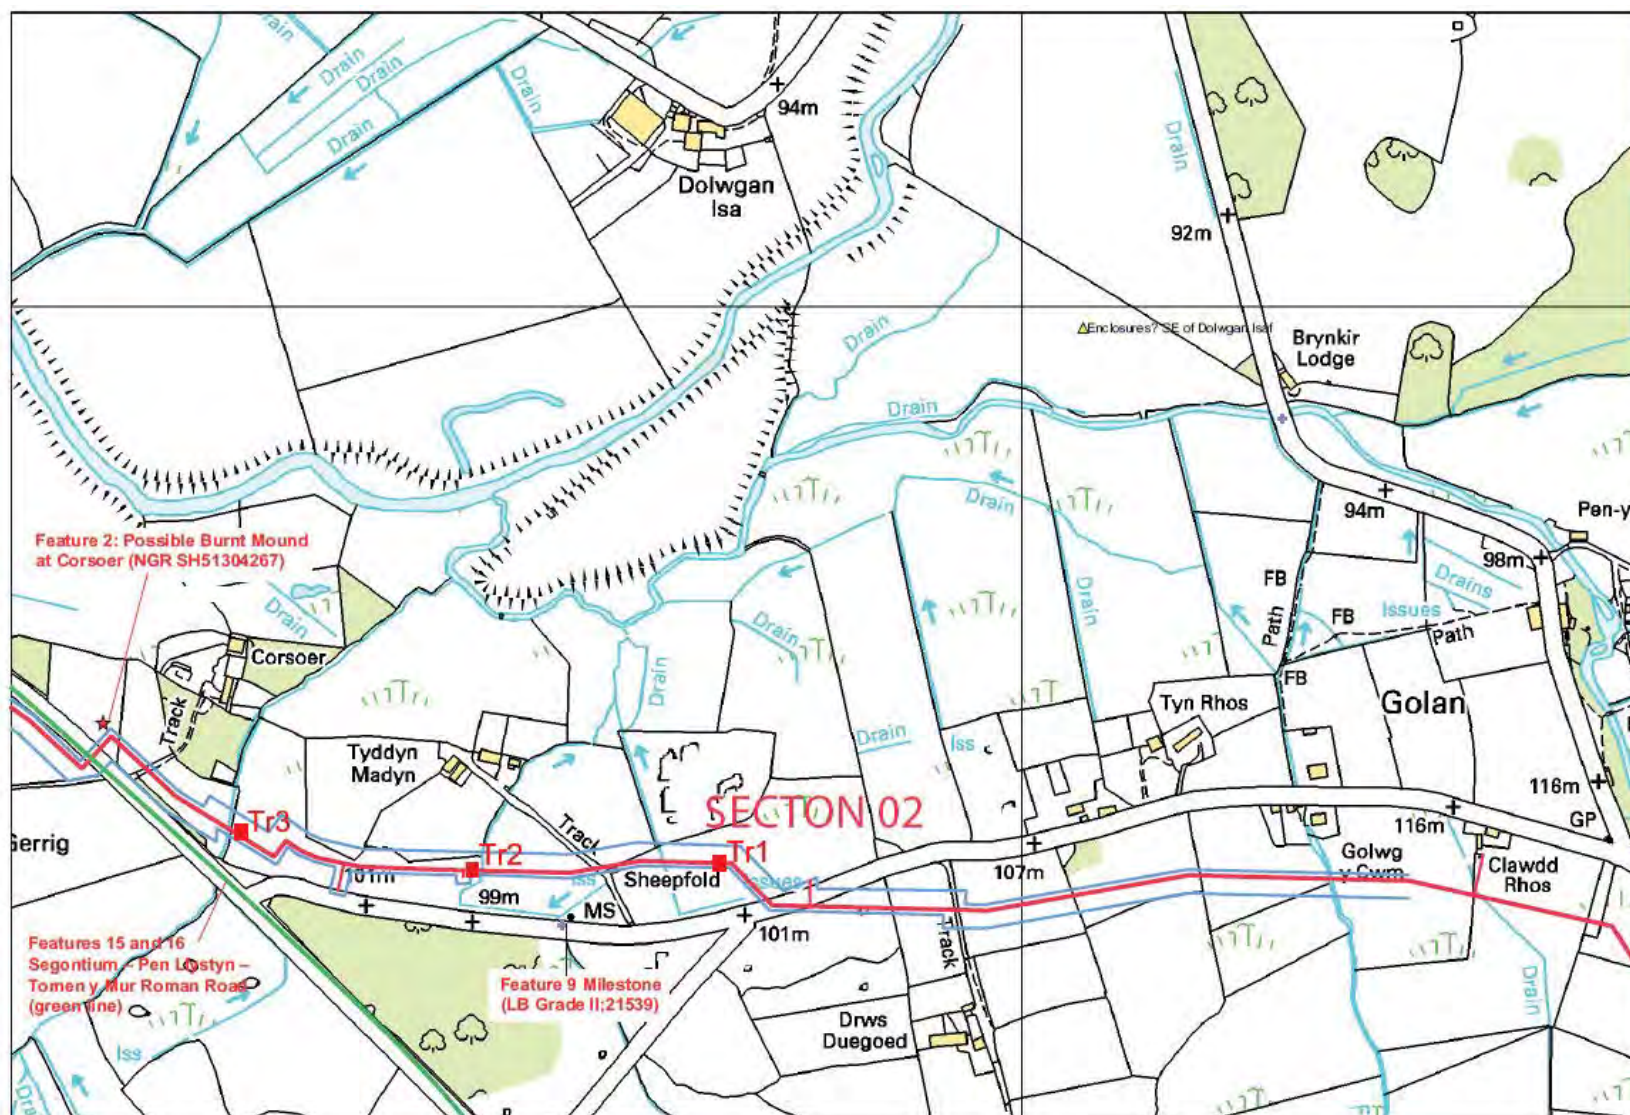 Drain
Drain
Drain
Drain
Drain
94m
Dolwgan
Isa
Drain
92m
Enclosures? SE of Dolwgan Isaf
Brynkir
Lodge
Drain
Drain
Drain
94m
Pen-y
98m
Feature 2: Possible Burnt Mound
at Corsoer (NGR SH51304267)
FB
Drains
Drain
Drain
Issues
FB
Path
Path
Drain
Corsoer
Drain
FB
Track
Tyn Rhos
Golan
Tyddyn
Madyn
Drain
Iss
116m
SECTON 02
Tr3
Track
116m
GP
Gerrig
Tr2
Tr1
Golwg
y Cwm
Clawdd
Rhos
101m
99m
Iss
Sheepfold
Issues
107m
MS
101m
Track
Features 15 and 16
Segontium – Pen Llystyn –
Tomen y Mur Roman Road
(green line)
Feature 9 Milestone
(LB Grade II;21539)
Drain
Drws
Duegoed
Iss
Drai